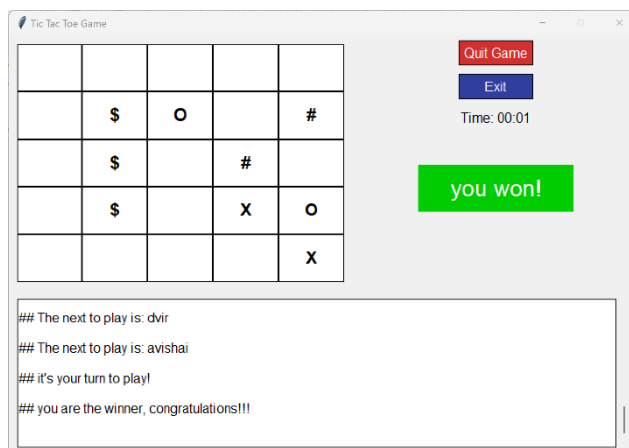 Tic Tac Toe Game
Quit Game
Exit
Time: 00:01
you won!
$ O #
$ #
$ X O
X
## The next to play is: dvir
## The next to play is: avishai
## it's your turn to play!
## you are the winner, congratulations!!!